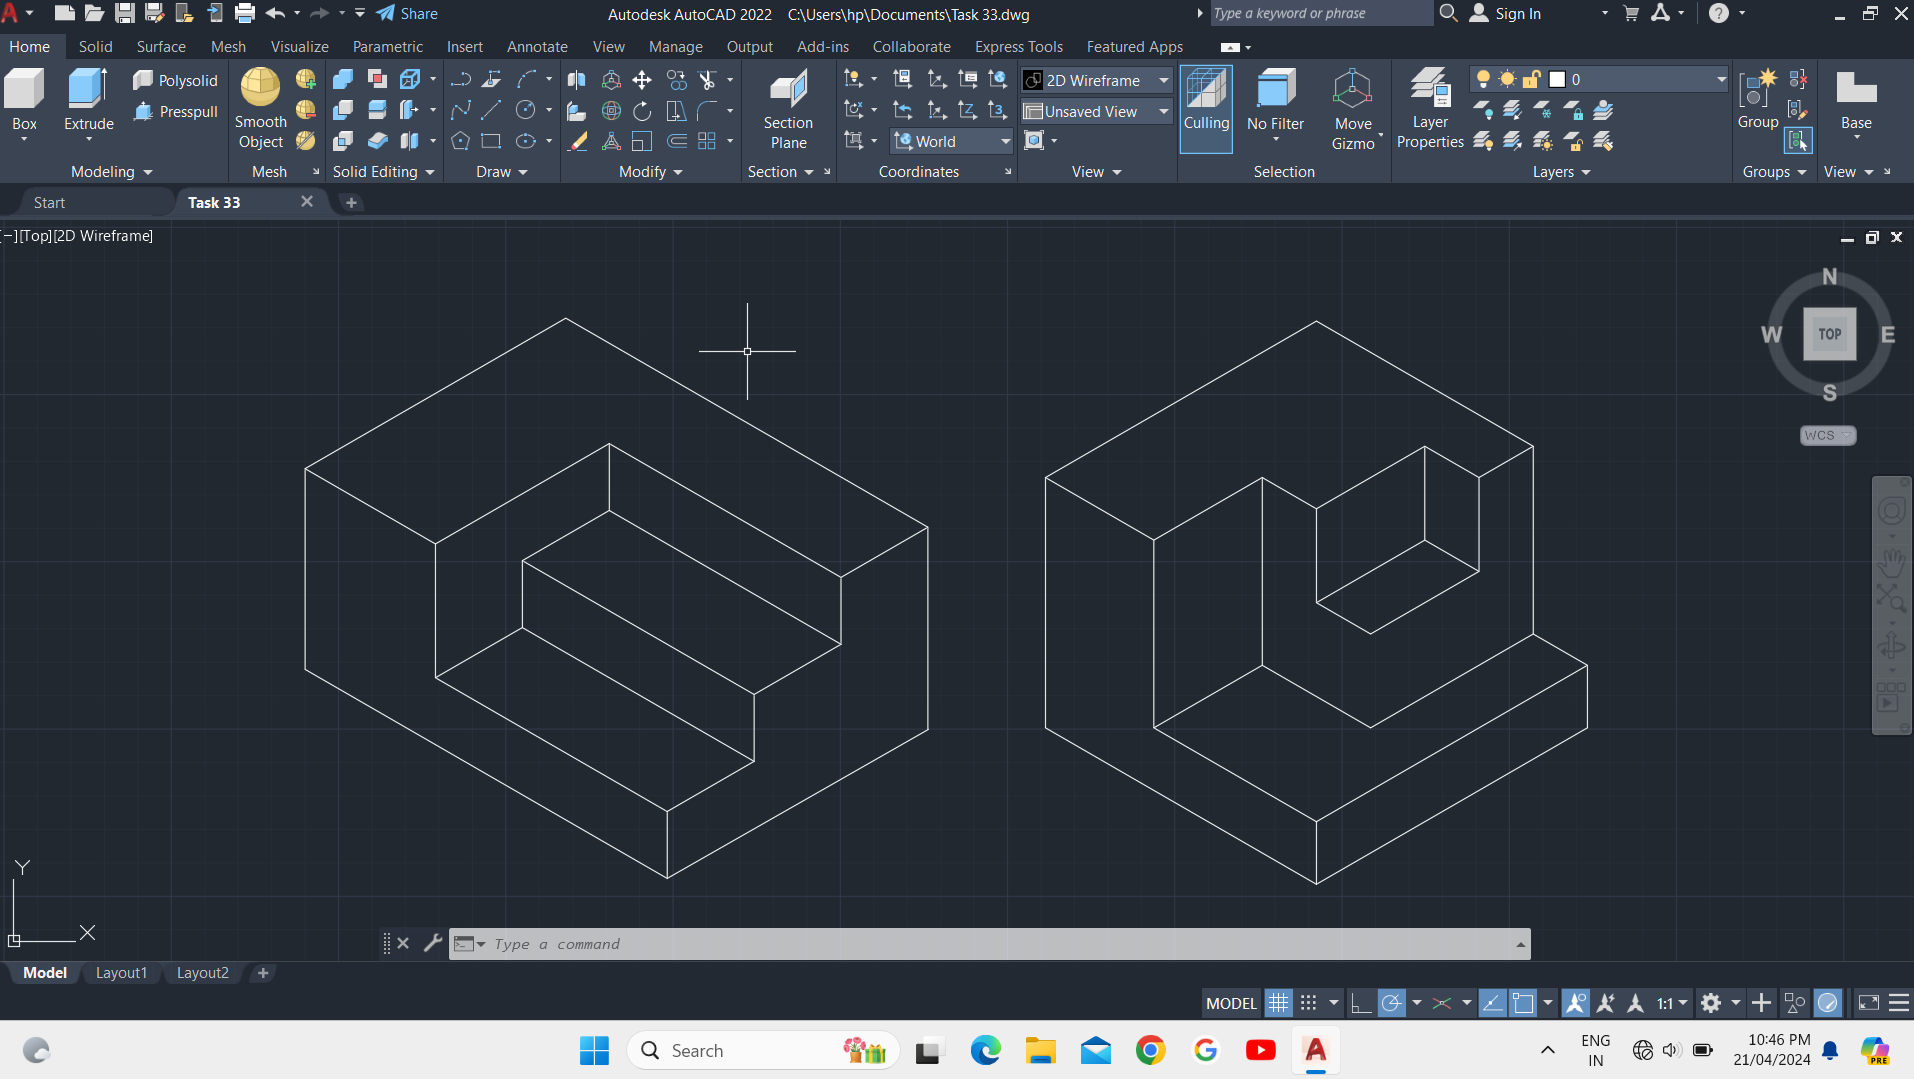 Share
Autodesk AutoCAD 2022 C:\Users\hp\Documents\Task 33.dwg
Type a keyword or phrase
Sign In
Home Solid Surface Mesh Visualize Parametric Insert Annotate View Manage Output Add-ins Collaborate Express Tools Featured Apps
Box
Extrude
Polysolid
Presspull
Modeling
Smooth
Object
Mesh
Solid Editing
Draw
Modify
Section
Plane
Section
World
Coordinates
2D Wireframe
Unsaved View
View
Culling
No Filter
Move
Gizmo
Selection
Layer
Properties
0
Layers
Group
Groups
Base
View
Start
Task 33
[−][Top][2D Wireframe]
N
W TOP E
S
WCS
Y
X
Type a command
Model Layout1 Layout2
MODEL
1:1
Search
PRE
ENG
IN
10:46 PM
21/04/2024